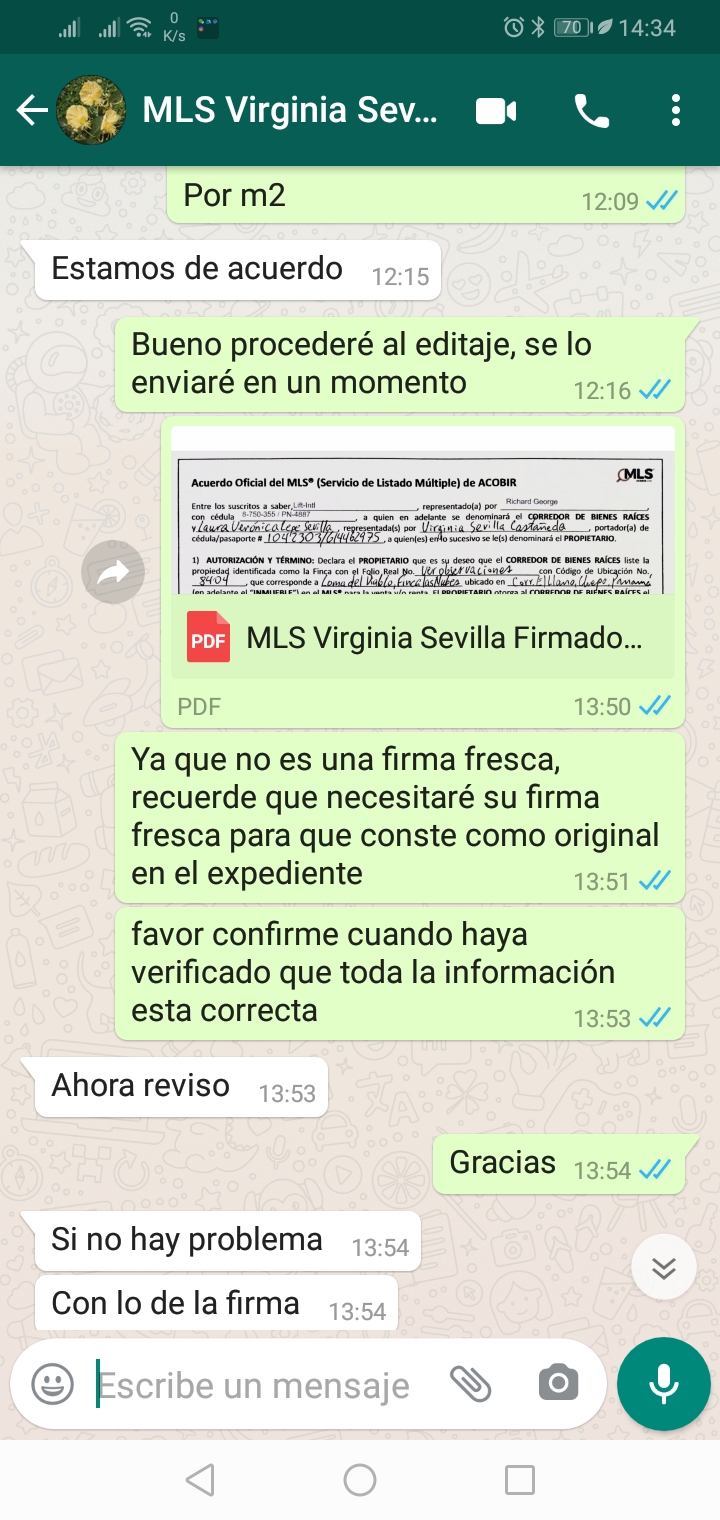 0
K/s
70
14:34
MLS Virginia Sev...
Por m2
12:09
Estamos de acuerdo
12:15
Bueno procederé al editaje, se lo
enviaré en un momento
12:16
MLS
Acuerdo Oficial del MLS® (Servicio de Listado Múltiple) de ACOBIR
Entre los suscritos a saber, Lift-Intl , representado(a) por Richard George
con cédula 8-750-355 / PN-4887 , a quien en adelante se denominará el CORREDOR DE BIENES RAÍCES
y Laura Verónica Sevilla , representada(s) por Virginia Sevilla Castañeda , portador(a) de
cédula/pasaporte # , a quien(es) en lo sucesivo se le(s) denominará el PROPIETARIO.
1) AUTORIZACIÓN Y TÉRMINO: Declara el PROPIETARIO que es su deseo que el CORREDOR DE BIENES RAÍCES liste la
propiedad identificada como la Finca con el Folio Real No. Ver observaciones con Código de Ubicación No.,
8404 , que corresponde a Loma del Diablo, Finca las Nubes ubicado en Corr. El Llano, Chepo, Panamá
(en adelante el "INMUEBLE") en el MLS® para la venta y/o renta. El PROPIETARIO otorga al CORREDOR DE BIENES RAÍCES el
PDF
MLS Virginia Sevilla Firmado...
PDF
13:50
Ya que no es una firma fresca,
recuerde que necesitaré su firma
fresca para que conste como original
en el expediente
13:51
favor confirme cuando haya
verificado que toda la información
esta correcta
13:53
Ahora reviso
13:53
Gracias
13:54
Si no hay problema
13:54
Con lo de la firma
13:54
Escribe un mensaje